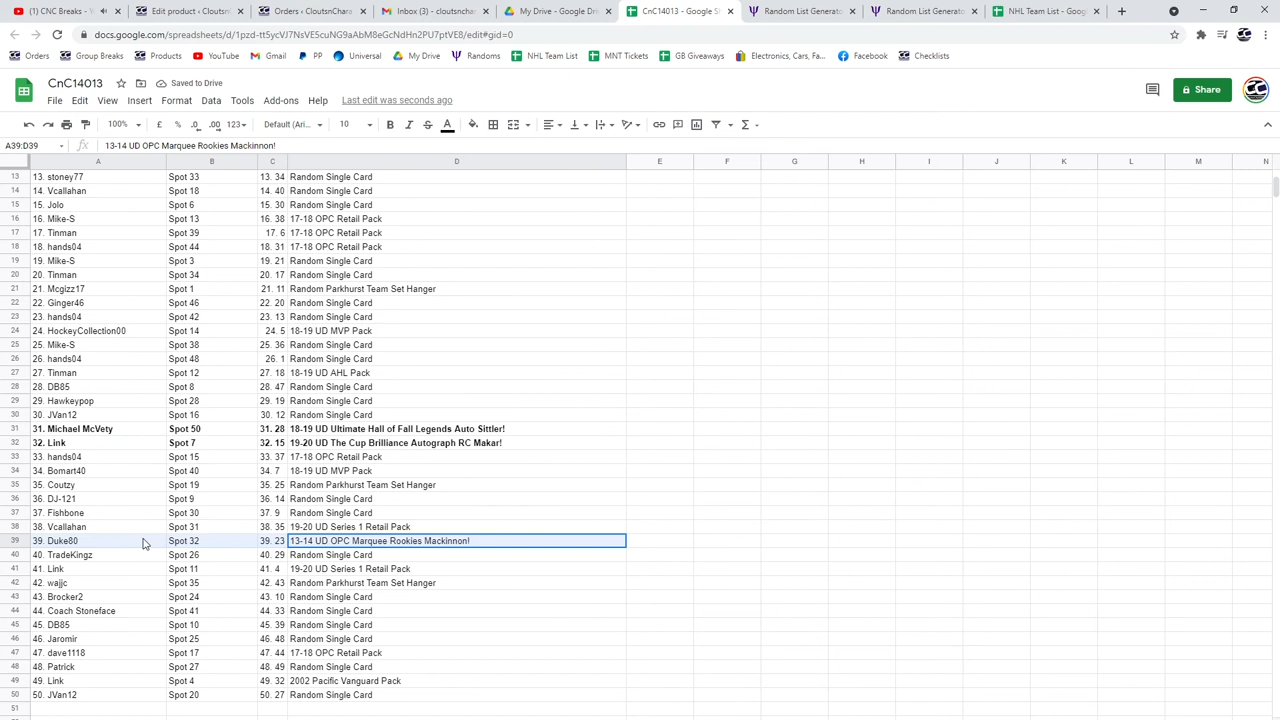 (1) CNC Breaks - Y
Edit product ‹ CloutsnC
Orders ‹ CloutsnChara
Inbox (3) - cloutsnchar
My Drive - Google Driv
CnC14013 - Google Sh
Random List Generato
Random List Generato
NHL Team List - Goog
docs.google.com/spreadsheets/d/1pzd-tt5ycVJ7NsVE5cuNG9aAbM8eGcNdHn2PU7ptVE8/edit#gid=0
Orders Group Breaks Products YouTube Gmail PP Universal My Drive Randoms NHL Team List MNT Tickets GB Giveaways Electronics, Cars, Fa... Facebook Checklists
CnC14013 Saved to Drive
File Edit View Insert Format Data Tools Add-ons Help Last edit was seconds ago
Share
100% £ % .0 .00 123 Default (Ari... 10 B I S A
A39:D39 fx 13-14 UD OPC Marquee Rookies Mackinnon!
A B C D E F G H I J K L M N
13 13. stoney77 Spot 33 13. 34 Random Single Card
14 14. Vcallahan Spot 18 14. 40 Random Single Card
15 15. Jolo Spot 6 15. 30 Random Single Card
16 16. Mike-S Spot 13 16. 38 17-18 OPC Retail Pack
17 17. Tinman Spot 39 17. 6 17-18 OPC Retail Pack
18 18. hands04 Spot 44 18. 31 17-18 OPC Retail Pack
19 19. Mike-S Spot 3 19. 21 Random Single Card
20 20. Tinman Spot 34 20. 17 Random Single Card
21 21. Mcgizz17 Spot 1 21. 11 Random Parkhurst Team Set Hanger
22 22. Ginger46 Spot 46 22. 20 Random Single Card
23 23. hands04 Spot 42 23. 13 Random Single Card
24 24. HockeyCollection00 Spot 14 24. 5 18-19 UD MVP Pack
25 25. Mike-S Spot 38 25. 36 Random Single Card
26 26. hands04 Spot 48 26. 1 Random Single Card
27 27. Tinman Spot 12 27. 18 18-19 UD AHL Pack
28 28. DB85 Spot 8 28. 47 Random Single Card
29 29. Hawkeypop Spot 28 29. 19 Random Single Card
30 30. JVan12 Spot 16 30. 12 Random Single Card
31 31. Michael McVety Spot 50 31. 28 18-19 UD Ultimate Hall of Fall Legends Auto Sittler!
32 32. Link Spot 7 32. 15 19-20 UD The Cup Brilliance Autograph RC Makar!
33 33. hands04 Spot 15 33. 37 17-18 OPC Retail Pack
34 34. Bomart40 Spot 40 34. 7 18-19 UD MVP Pack
35 35. Coutzy Spot 19 35. 25 Random Parkhurst Team Set Hanger
36 36. DJ-121 Spot 9 36. 14 Random Single Card
37 37. Fishbone Spot 30 37. 9 Random Single Card
38 38. Vcallahan Spot 31 38. 35 19-20 UD Series 1 Retail Pack
39 39. Duke80 Spot 32 39. 23 13-14 UD OPC Marquee Rookies Mackinnon!
40 40. TradeKingz Spot 26 40. 29 Random Single Card
41 41. Link Spot 11 41. 4 19-20 UD Series 1 Retail Pack
42 42. wajjc Spot 35 42. 43 Random Parkhurst Team Set Hanger
43 43. Brocker2 Spot 24 43. 10 Random Single Card
44 44. Coach Stoneface Spot 41 44. 33 Random Single Card
45 45. DB85 Spot 10 45. 39 Random Single Card
46 46. Jaromir Spot 25 46. 48 Random Single Card
47 47. dave1118 Spot 17 47. 44 17-18 OPC Retail Pack
48 48. Patrick Spot 27 48. 49 Random Single Card
49 49. Link Spot 4 49. 32 2002 Pacific Vanguard Pack
50 50. JVan12 Spot 20 50. 27 Random Single Card
51